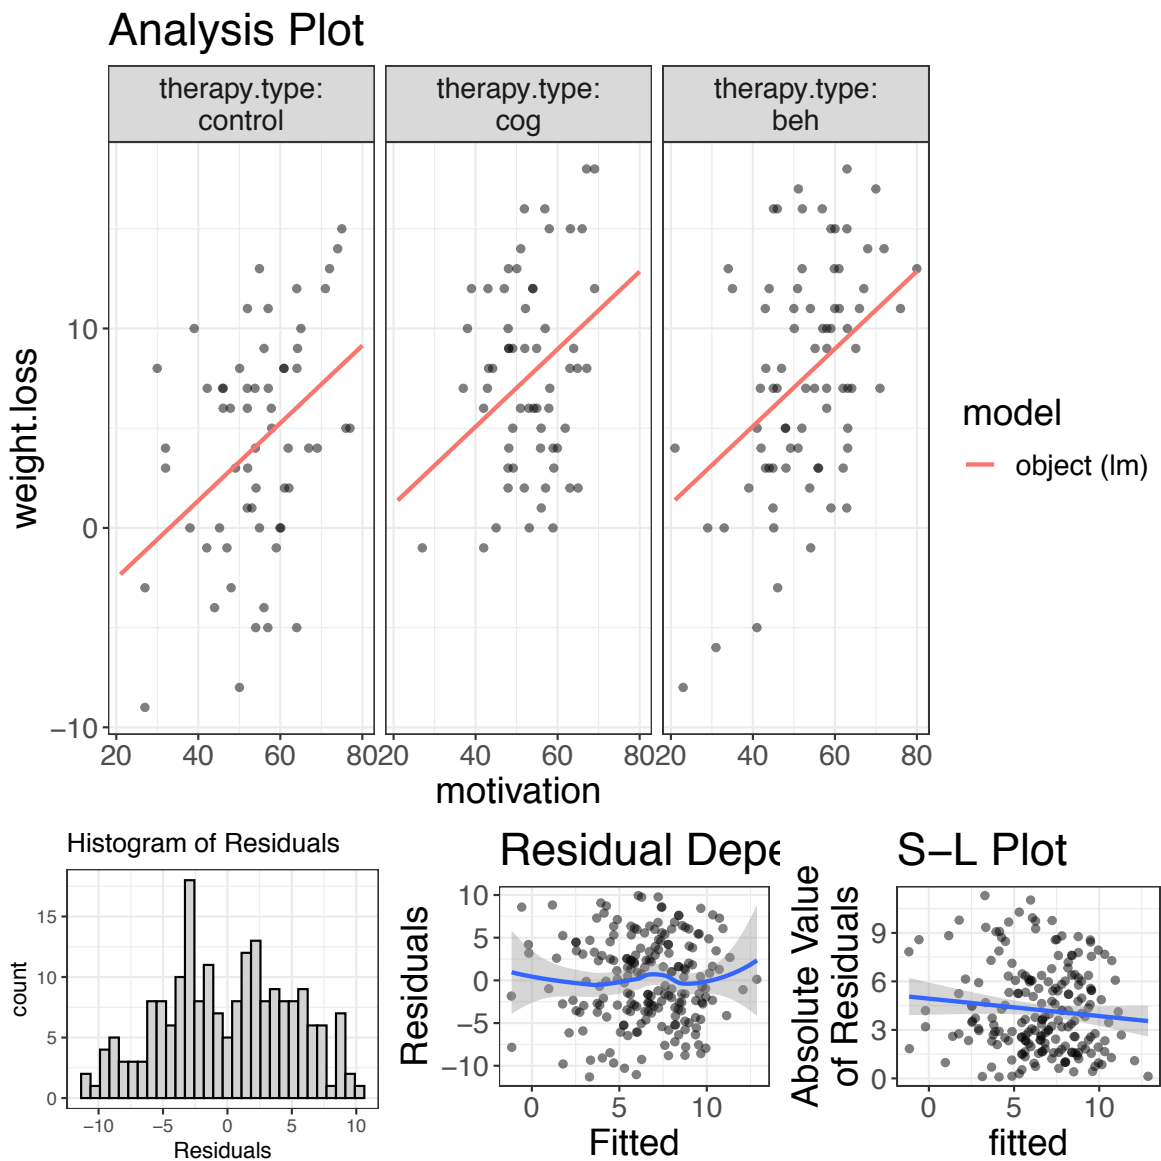 Analysis Plot
therapy.type:
control
therapy.type:
cog
therapy.type:
beh
weight.loss
10
0
−10
20 40 60 80
20 40 60 80
20 40 60 80
motivation
model
object (lm)
Histogram of Residuals
count
15
10
5
0
−10 −5 0 5 10
Residuals
Residual Depe
Residuals
10
5
0
−5
−10
0 5 10
Fitted
S−L Plot
Absolute Value
of Residuals
9
6
3
0
0 5 10
fitted